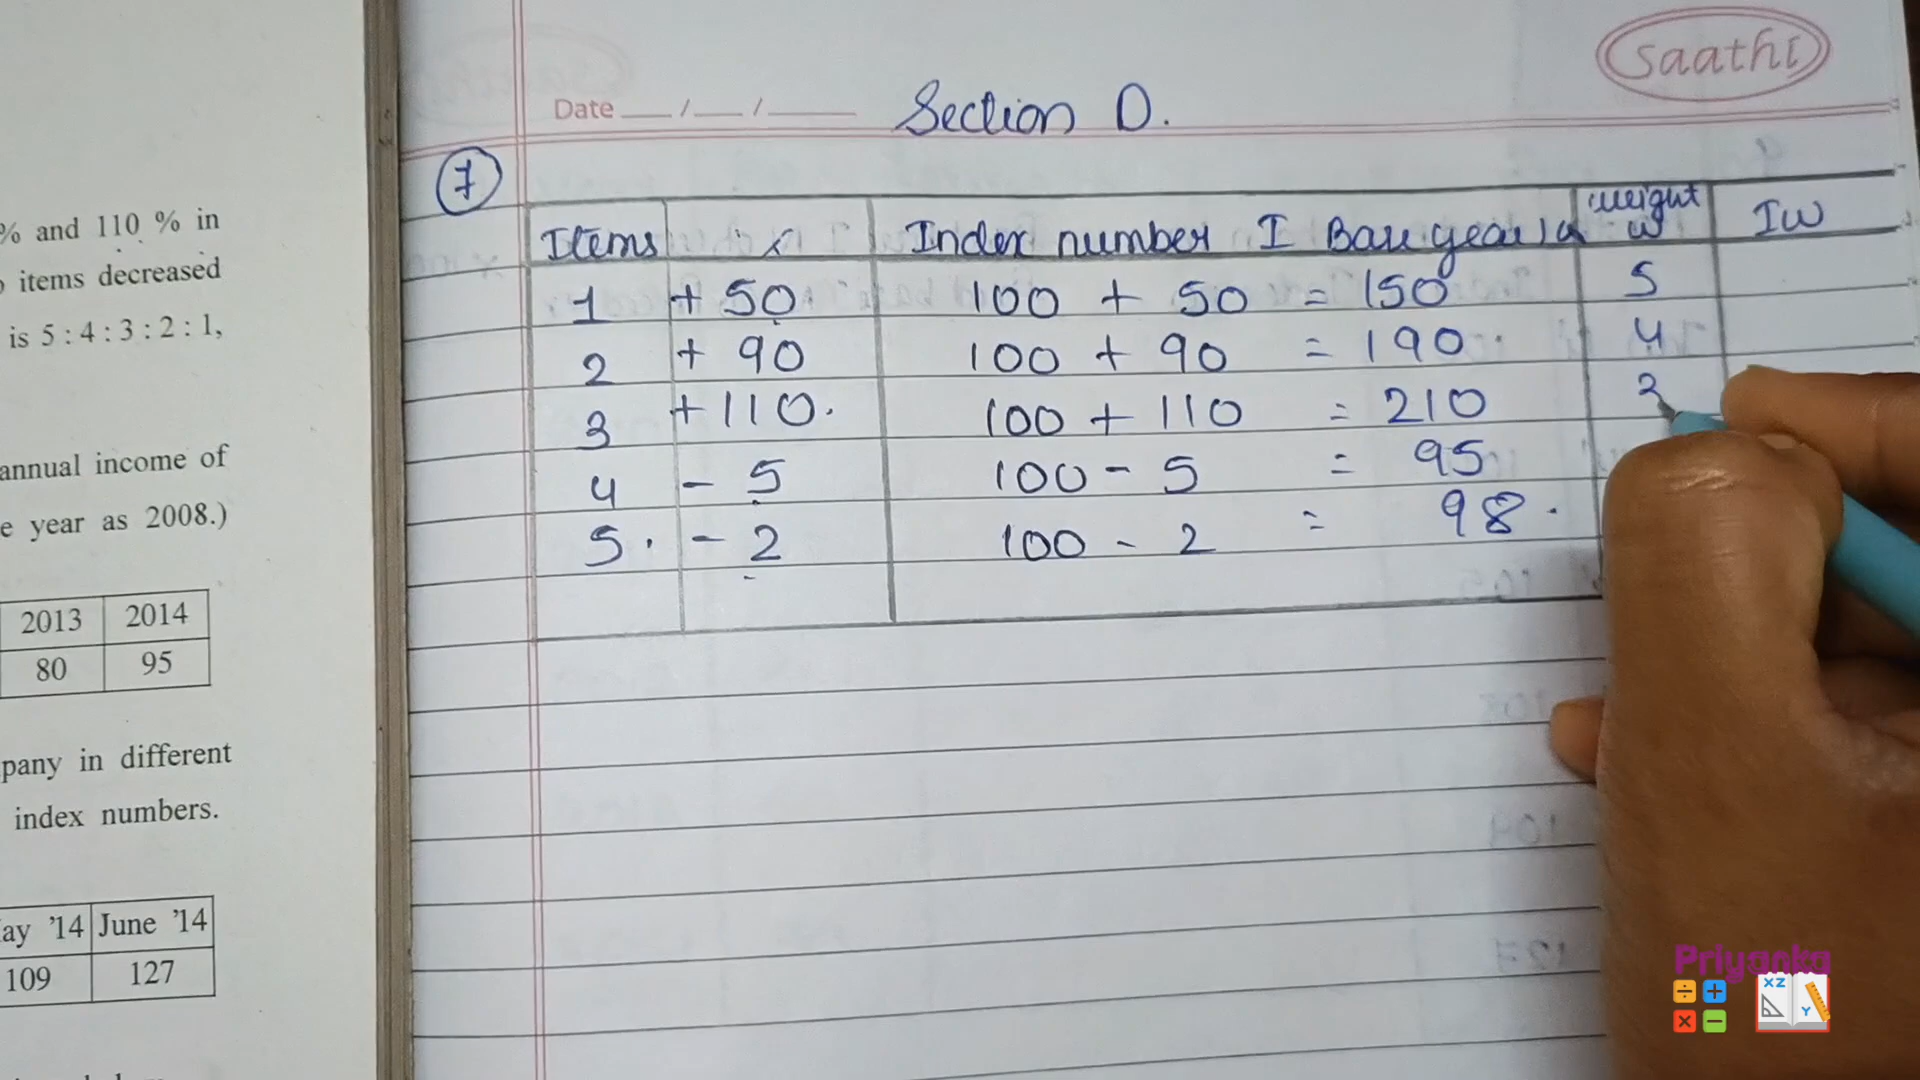 % and 110 % in
items decreased
is 5 : 4 : 3 : 2 : 1,
annual income of
year as 2008.)
2013 2014
80 95
in different
index numbers.
'14 June '14
109 127
saathi
Date / /
Section D.
7
Items x Index number I Base year weight w Iw
1 + 50 100 + 50 = 150 5
2 + 90 100 + 90 = 190 4
3 + 110. 100 + 110 = 210 3
4 - 5 100 - 5 = 95
5. - 2 100 - 2 = 98.
Priyanka
÷ + XZ
× − Y